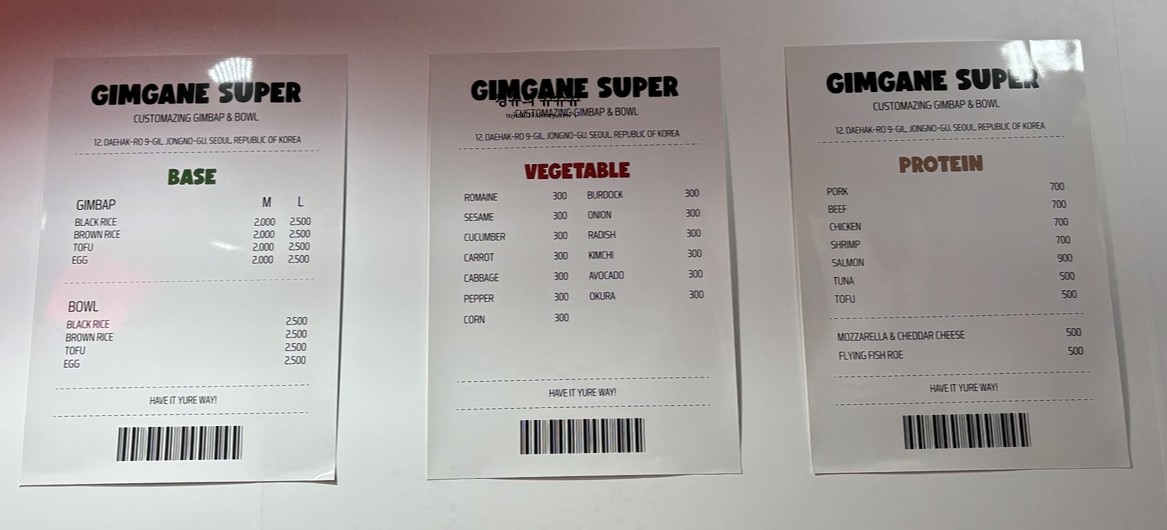 GIMGANE SUPER
CUSTOMAZING GIMBAP & BOWL
12, DAEHAK-RO 9-GIL, JONGNO-GU, SEOUL, REPUBLIC OF KOREA
BASE
GIMBAP M L
BLACK RICE 2,000 2,500
BROWN RICE 2,000 2,500
TOFU 2,000 2,500
EGG 2,000 2,500
BOWL
BLACK RICE 2,500
BROWN RICE 2,500
TOFU 2,500
EGG 2,500
HAVE IT YURE WAY!
GIMGANE SUPER
CUSTOMAZING GIMBAP & BOWL
12, DAEHAK-RO 9-GIL, JONGNO-GU, SEOUL, REPUBLIC OF KOREA
VEGETABLE
ROMAINE 300 BURDOCK 300
SESAME 300 ONION 300
CUCUMBER 300 RADISH 300
CARROT 300 KIMCHI 300
CABBAGE 300 AVOCADO 300
PEPPER 300 OKURA 300
CORN 300
HAVE IT YURE WAY!
GIMGANE SUPER
CUSTOMAZING GIMBAP & BOWL
12, DAEHAK-RO 9-GIL, JONGNO-GU, SEOUL, REPUBLIC OF KOREA
PROTEIN
PORK 700
BEEF 700
CHICKEN 700
SHRIMP 700
SALMON 900
TUNA 500
TOFU 500
MOZZARELLA & CHEDDAR CHEESE 500
FLYING FISH ROE 500
HAVE IT YURE WAY!